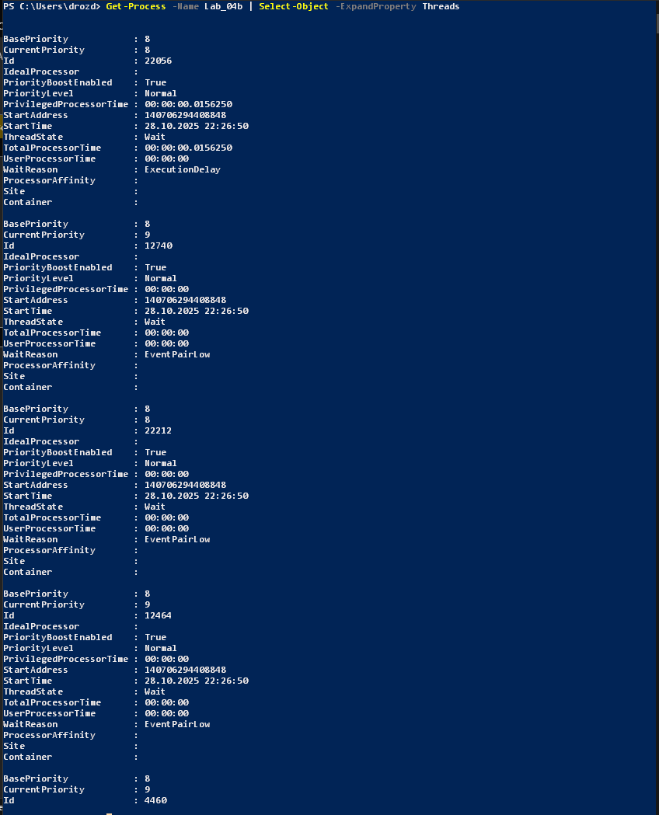 PS C:\Users\drozd> Get-Process -Name Lab_04b | Select-Object -ExpandProperty Threads
BasePriority : 8
CurrentPriority : 8
Id : 22056
IdealProcessor :
PriorityBoostEnabled : True
PriorityLevel : Normal
PrivilegedProcessorTime : 00:00:00.0156250
StartAddress : 140706294408848
StartTime : 28.10.2025 22:26:50
ThreadState : Wait
TotalProcessorTime : 00:00:00.0156250
UserProcessorTime : 00:00:00
WaitReason : ExecutionDelay
ProcessorAffinity :
Site :
Container :
BasePriority : 8
CurrentPriority : 9
Id : 12740
IdealProcessor :
PriorityBoostEnabled : True
PriorityLevel : Normal
PrivilegedProcessorTime : 00:00:00
StartAddress : 140706294408848
StartTime : 28.10.2025 22:26:50
ThreadState : Wait
TotalProcessorTime : 00:00:00
UserProcessorTime : 00:00:00
WaitReason : EventPairLow
ProcessorAffinity :
Site :
Container :
BasePriority : 8
CurrentPriority : 8
Id : 22212
IdealProcessor :
PriorityBoostEnabled : True
PriorityLevel : Normal
PrivilegedProcessorTime : 00:00:00
StartAddress : 140706294408848
StartTime : 28.10.2025 22:26:50
ThreadState : Wait
TotalProcessorTime : 00:00:00
UserProcessorTime : 00:00:00
WaitReason : EventPairLow
ProcessorAffinity :
Site :
Container :
BasePriority : 8
CurrentPriority : 9
Id : 12464
IdealProcessor :
PriorityBoostEnabled : True
PriorityLevel : Normal
PrivilegedProcessorTime : 00:00:00
StartAddress : 140706294408848
StartTime : 28.10.2025 22:26:50
ThreadState : Wait
TotalProcessorTime : 00:00:00
UserProcessorTime : 00:00:00
WaitReason : EventPairLow
ProcessorAffinity :
Site :
Container :
BasePriority : 8
CurrentPriority : 9
Id : 4460